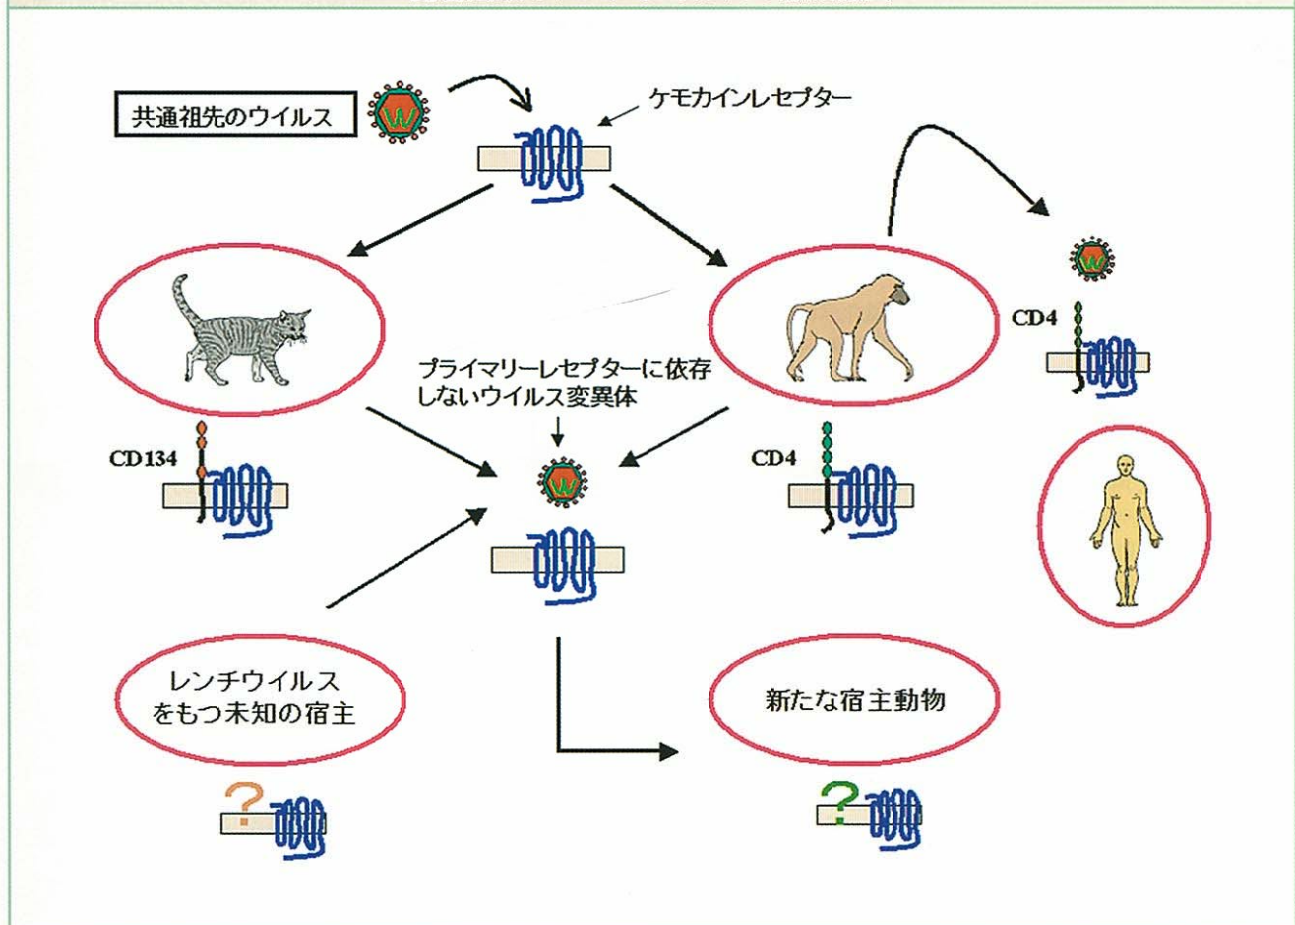 共通祖先のウイルス
ケモカインレセプター
CD4
プライマリーレセプターに依存
しないウイルス変異体
CD134
CD4
レンチウイルス
をもつ未知の宿主
?
新たな宿主動物
?